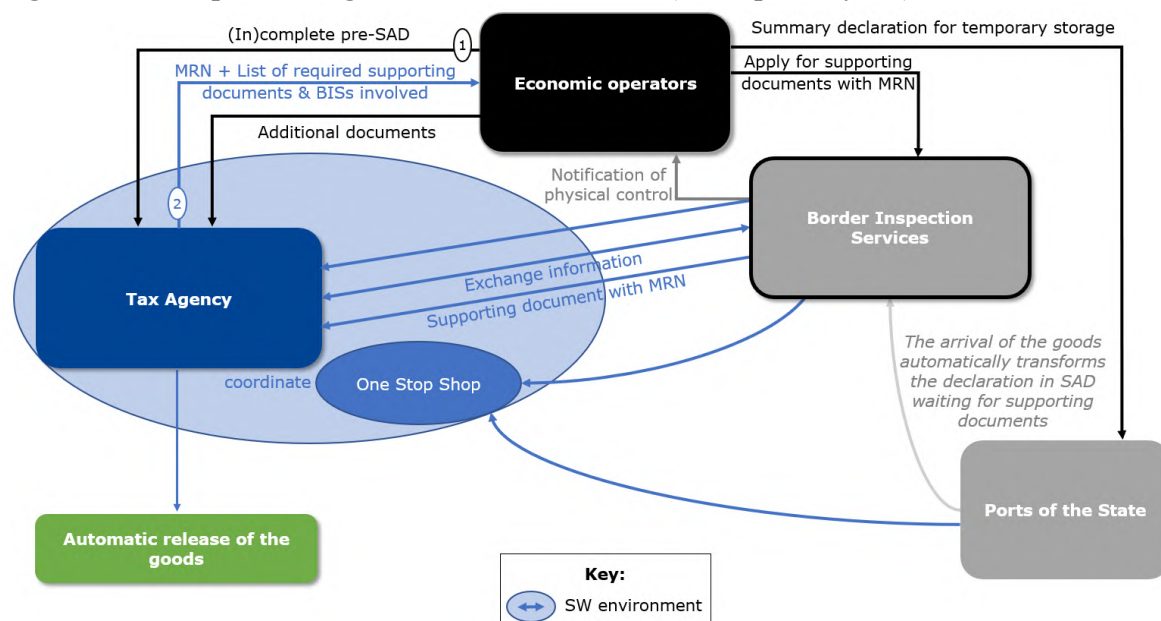 (In)complete pre-SAD
1
Summary declaration for temporary storage
MRN + List of required supporting
documents & BISs involved
Economic operators
Apply for supporting
documents with MRN
Additional documents
Notification of
physical control
2
Border Inspection
Services
Tax Agency
Exchange information
Supporting document with MRN
coordinate
One Stop Shop
The arrival of the goods
automatically transforms
the declaration in SAD
waiting for supporting
documents
Ports of the State
Automatic release of the
goods
Key:
SW environment